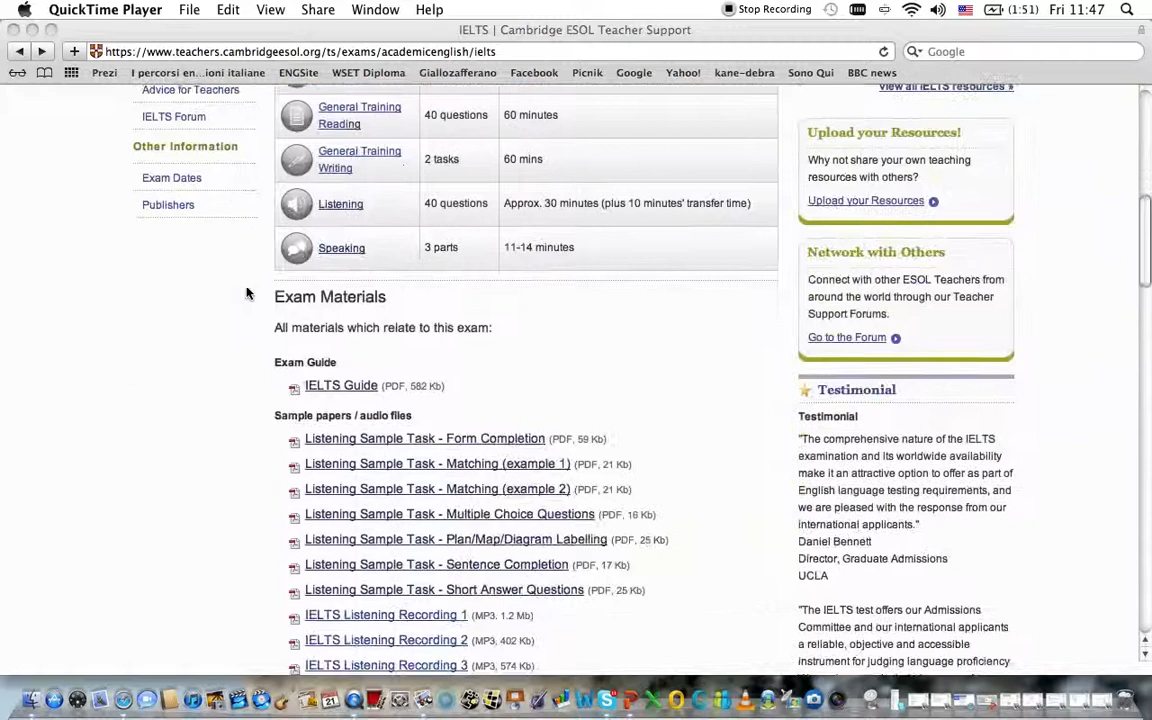 QuickTime Player File Edit View Share Window Help Stop Recording (1:51) Fri 11:47
IELTS | Cambridge ESOL Teacher Support
https://www.teachers.cambridgeesol.org/ts/exams/academicenglish/ielts Google
Prezi I percorsi en...ioni italiane ENGSite WSET Diploma Giallozafferano Facebook Picnik Google Yahoo! kane-debra Sono Qui BBC news
Advice for Teachers
IELTS Forum
Other Information
Exam Dates
Publishers
General Training
Reading
40 questions
60 minutes
General Training
Writing
2 tasks
60 mins
Listening
40 questions
Approx. 30 minutes (plus 10 minutes' transfer time)
Speaking
3 parts
11-14 minutes
Exam Materials
All materials which relate to this exam:
Exam Guide
IELTS Guide (PDF, 582 Kb)
Sample papers / audio files
Listening Sample Task - Form Completion (PDF, 59 Kb)
Listening Sample Task - Matching (example 1) (PDF, 21 Kb)
Listening Sample Task - Matching (example 2) (PDF, 21 Kb)
Listening Sample Task - Multiple Choice Questions (PDF, 16 Kb)
Listening Sample Task - Plan/Map/Diagram Labelling (PDF, 25 Kb)
Listening Sample Task - Sentence Completion (PDF, 17 Kb)
Listening Sample Task - Short Answer Questions (PDF, 25 Kb)
IELTS Listening Recording 1 (MP3, 1.2 Mb)
IELTS Listening Recording 2 (MP3, 402 Kb)
IELTS Listening Recording 3 (MP3, 574 Kb)
View all IELTS resources »
Upload your Resources!
Why not share your own teaching
resources with others?
Upload your Resources
Network with Others
Connect with other ESOL Teachers from
around the world through our Teacher
Support Forums.
Go to the Forum
Testimonial
Testimonial
"The comprehensive nature of the IELTS
examination and its worldwide availability
make it an attractive option to offer as part of
English language testing requirements, and
we are pleased with the response from our
international applicants."
Daniel Bennett
Director, Graduate Admissions
UCLA
"The IELTS test offers our Admissions
Committee and our international applicants
a reliable, objective and accessible
instrument for judging language proficiency